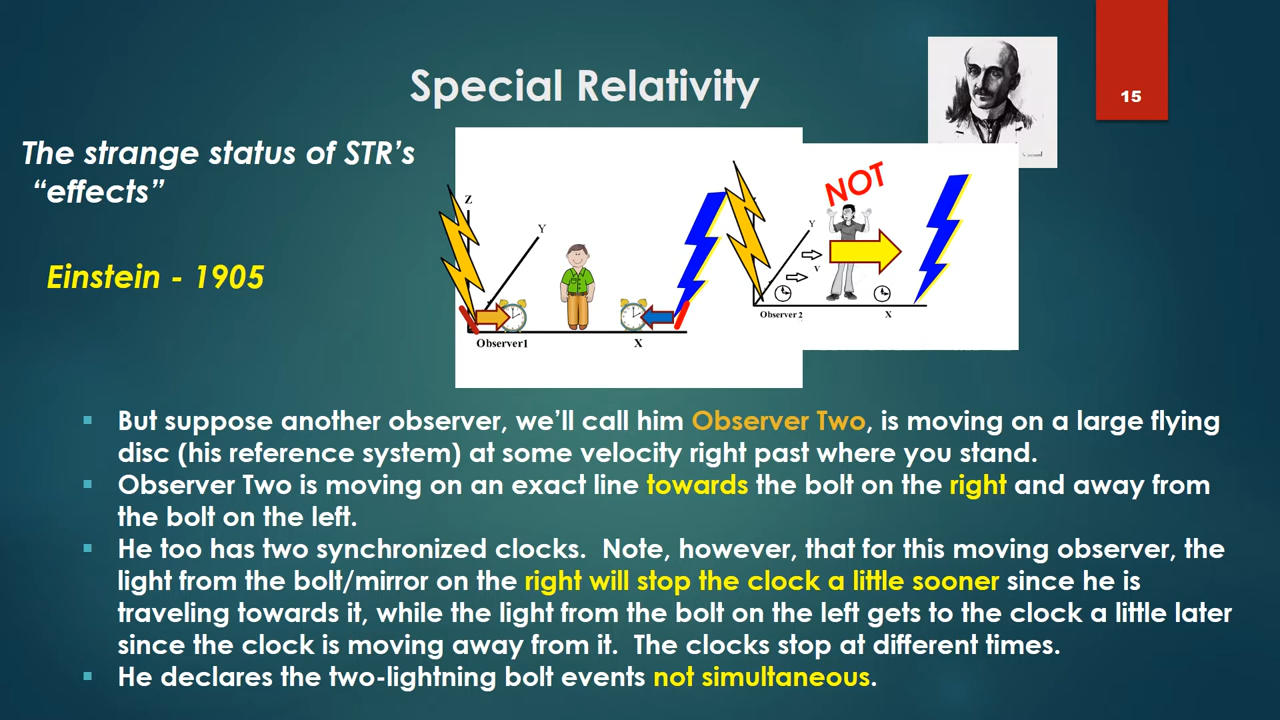 Special Relativity
15
The strange status of STR’s
“effects”
Einstein - 1905
Z
Y
Observer1
X
NOT
Y
V
Observer 2
X
▪ But suppose another observer, we’ll call him Observer Two, is moving on a large flying
disc (his reference system) at some velocity right past where you stand.
▪ Observer Two is moving on an exact line towards the bolt on the right and away from
the bolt on the left.
▪ He too has two synchronized clocks. Note, however, that for this moving observer, the
light from the bolt/mirror on the right will stop the clock a little sooner since he is
traveling towards it, while the light from the bolt on the left gets to the clock a little later
since the clock is moving away from it. The clocks stop at different times.
▪ He declares the two-lightning bolt events not simultaneous.